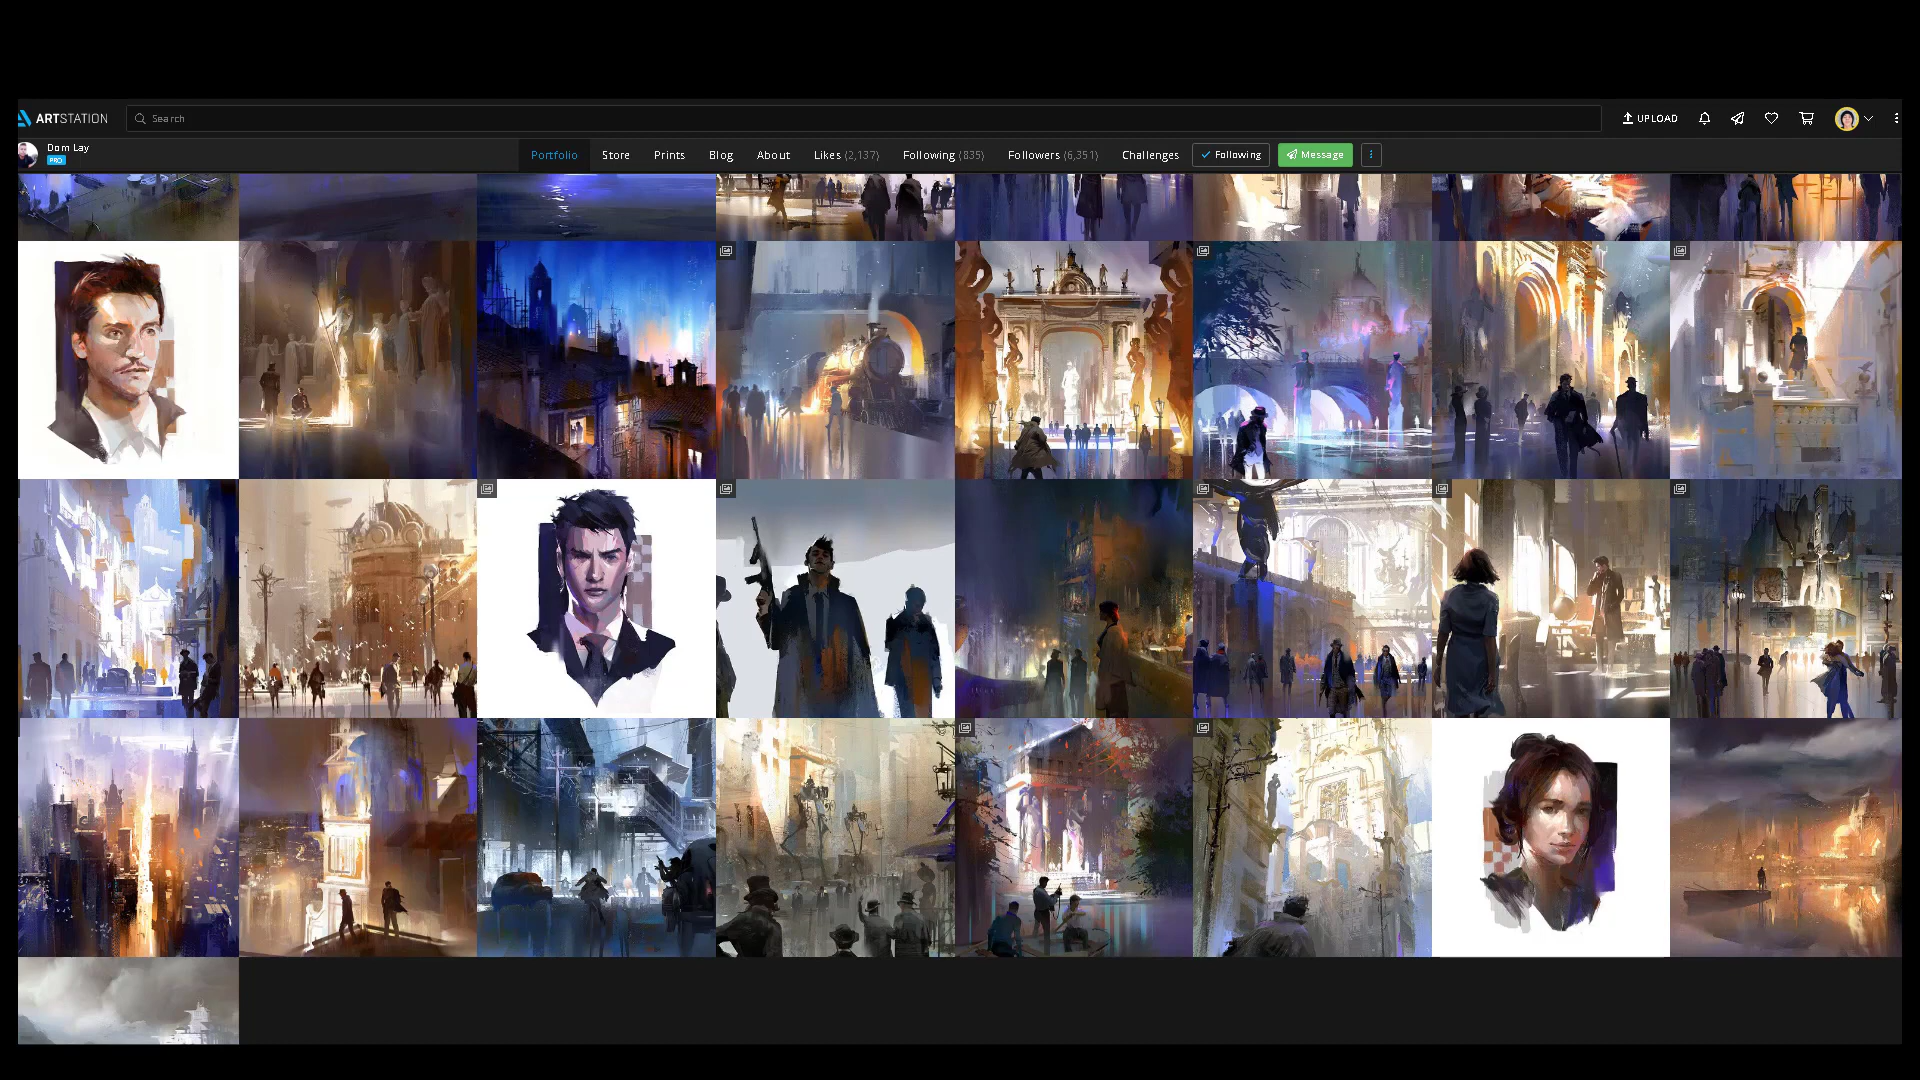 ARTSTATION
Search
UPLOAD
Dom Lay
PRO
Portfolio
Store
Prints
Blog
About
Likes (2,137)
Following (835)
Followers (6,351)
Challenges
Following
Message